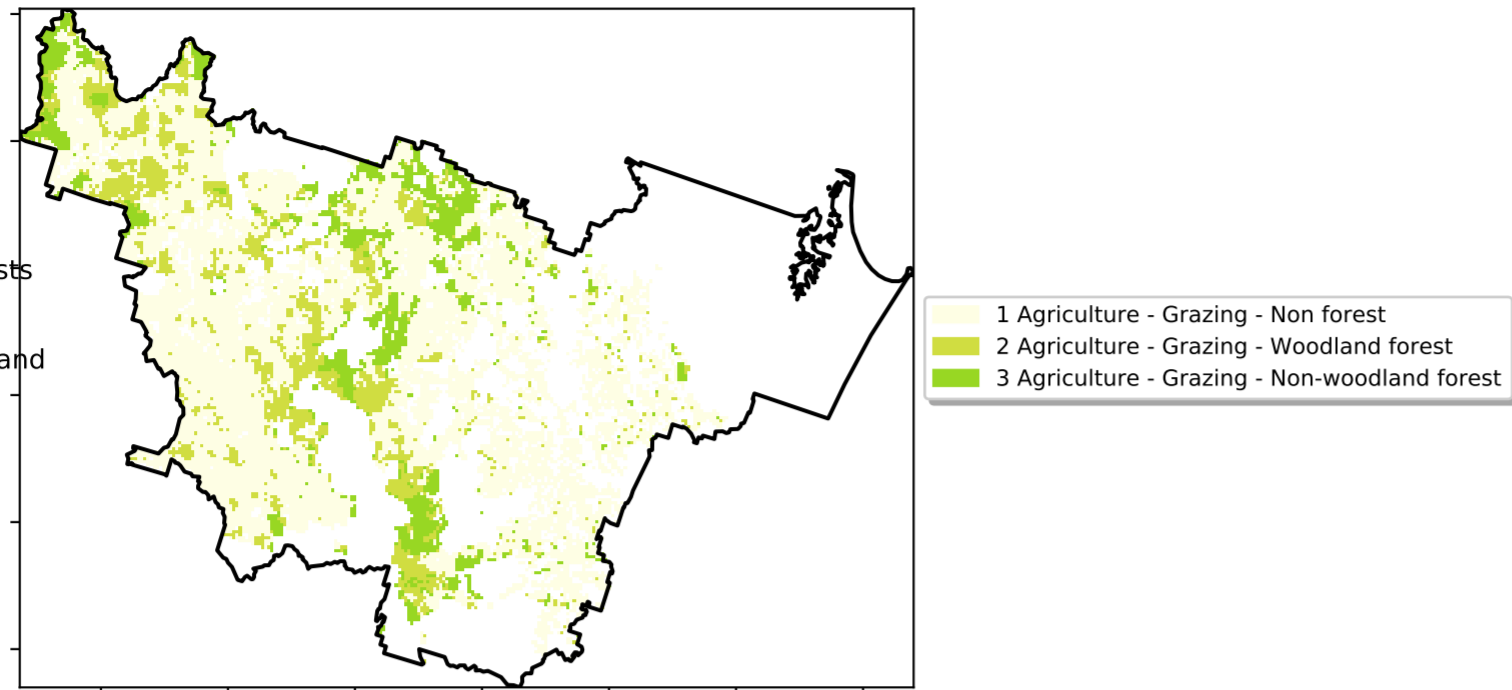 sts
and
1 Agriculture - Grazing - Non forest
2 Agriculture - Grazing - Woodland forest
3 Agriculture - Grazing - Non-woodland forest